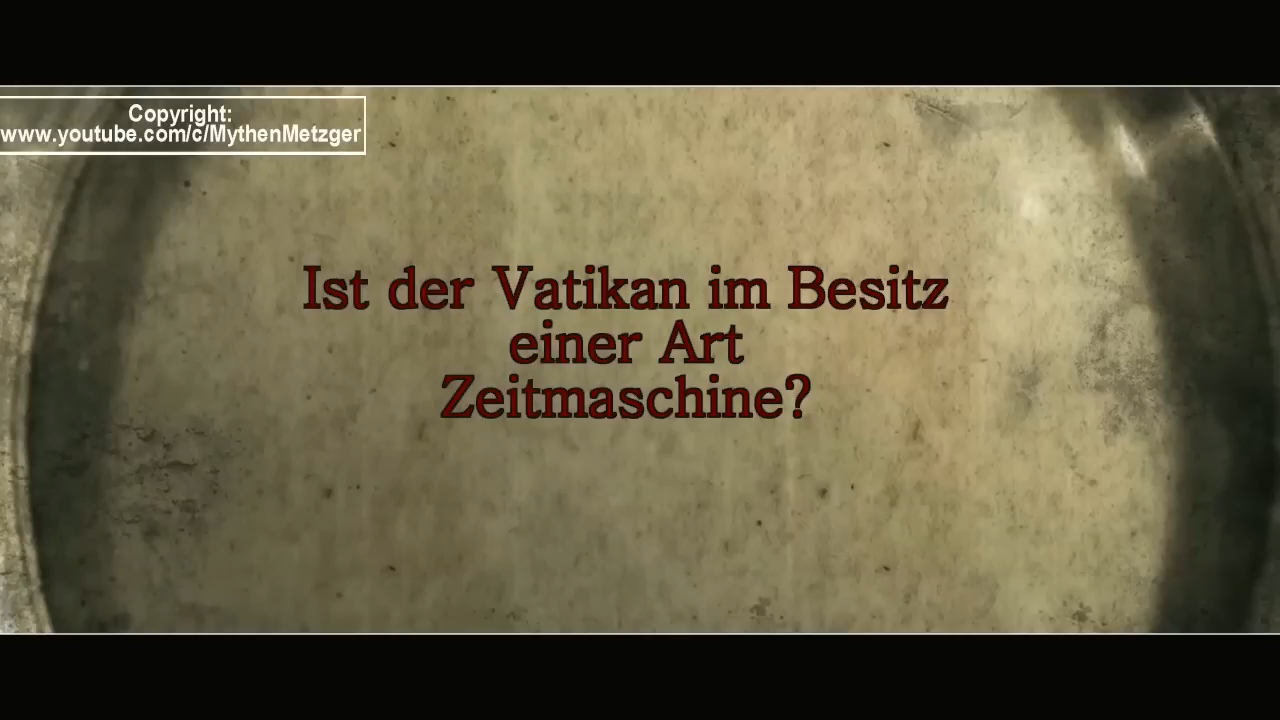 Copyright:
www.youtube.com/c/MythenMetzger
Ist der Vatikan im Besitz
einer Art
Zeitmaschine?